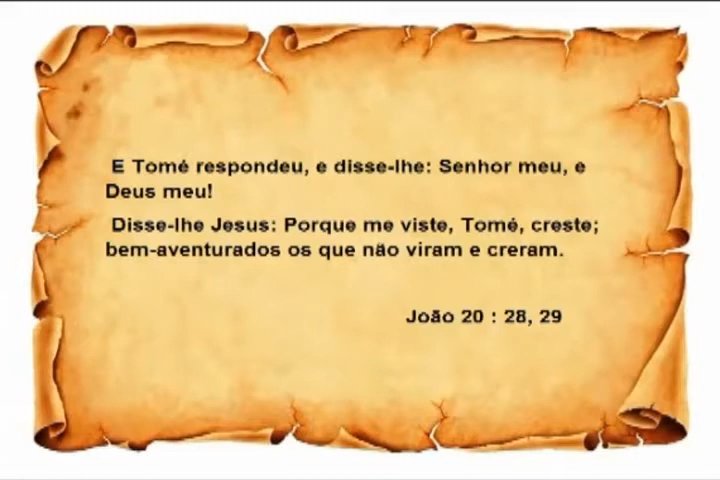 E Tomé respondeu, e disse-lhe: Senhor meu, e
Deus meu!
Disse-lhe Jesus: Porque me viste, Tomé, creste;
bem-aventurados os que não viram e creram.
João 20 : 28, 29